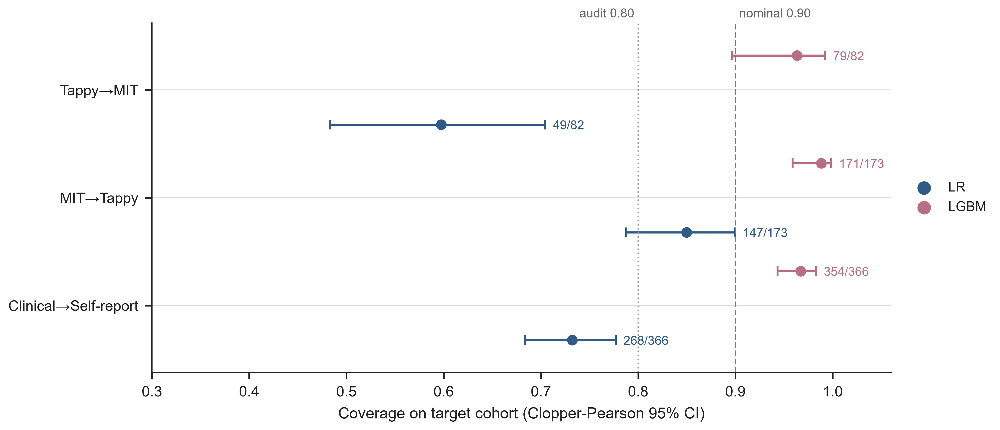 audit 0.80
nominal 0.90
79/82
Tappy→MIT
49/82
171/173
LR
MIT→Tappy
LGBM
147/173
354/366
Clinical→Self-report
268/366
0.3 0.4 0.5 0.6 0.7 0.8 0.9 1.0
Coverage on target cohort (Clopper-Pearson 95% CI)